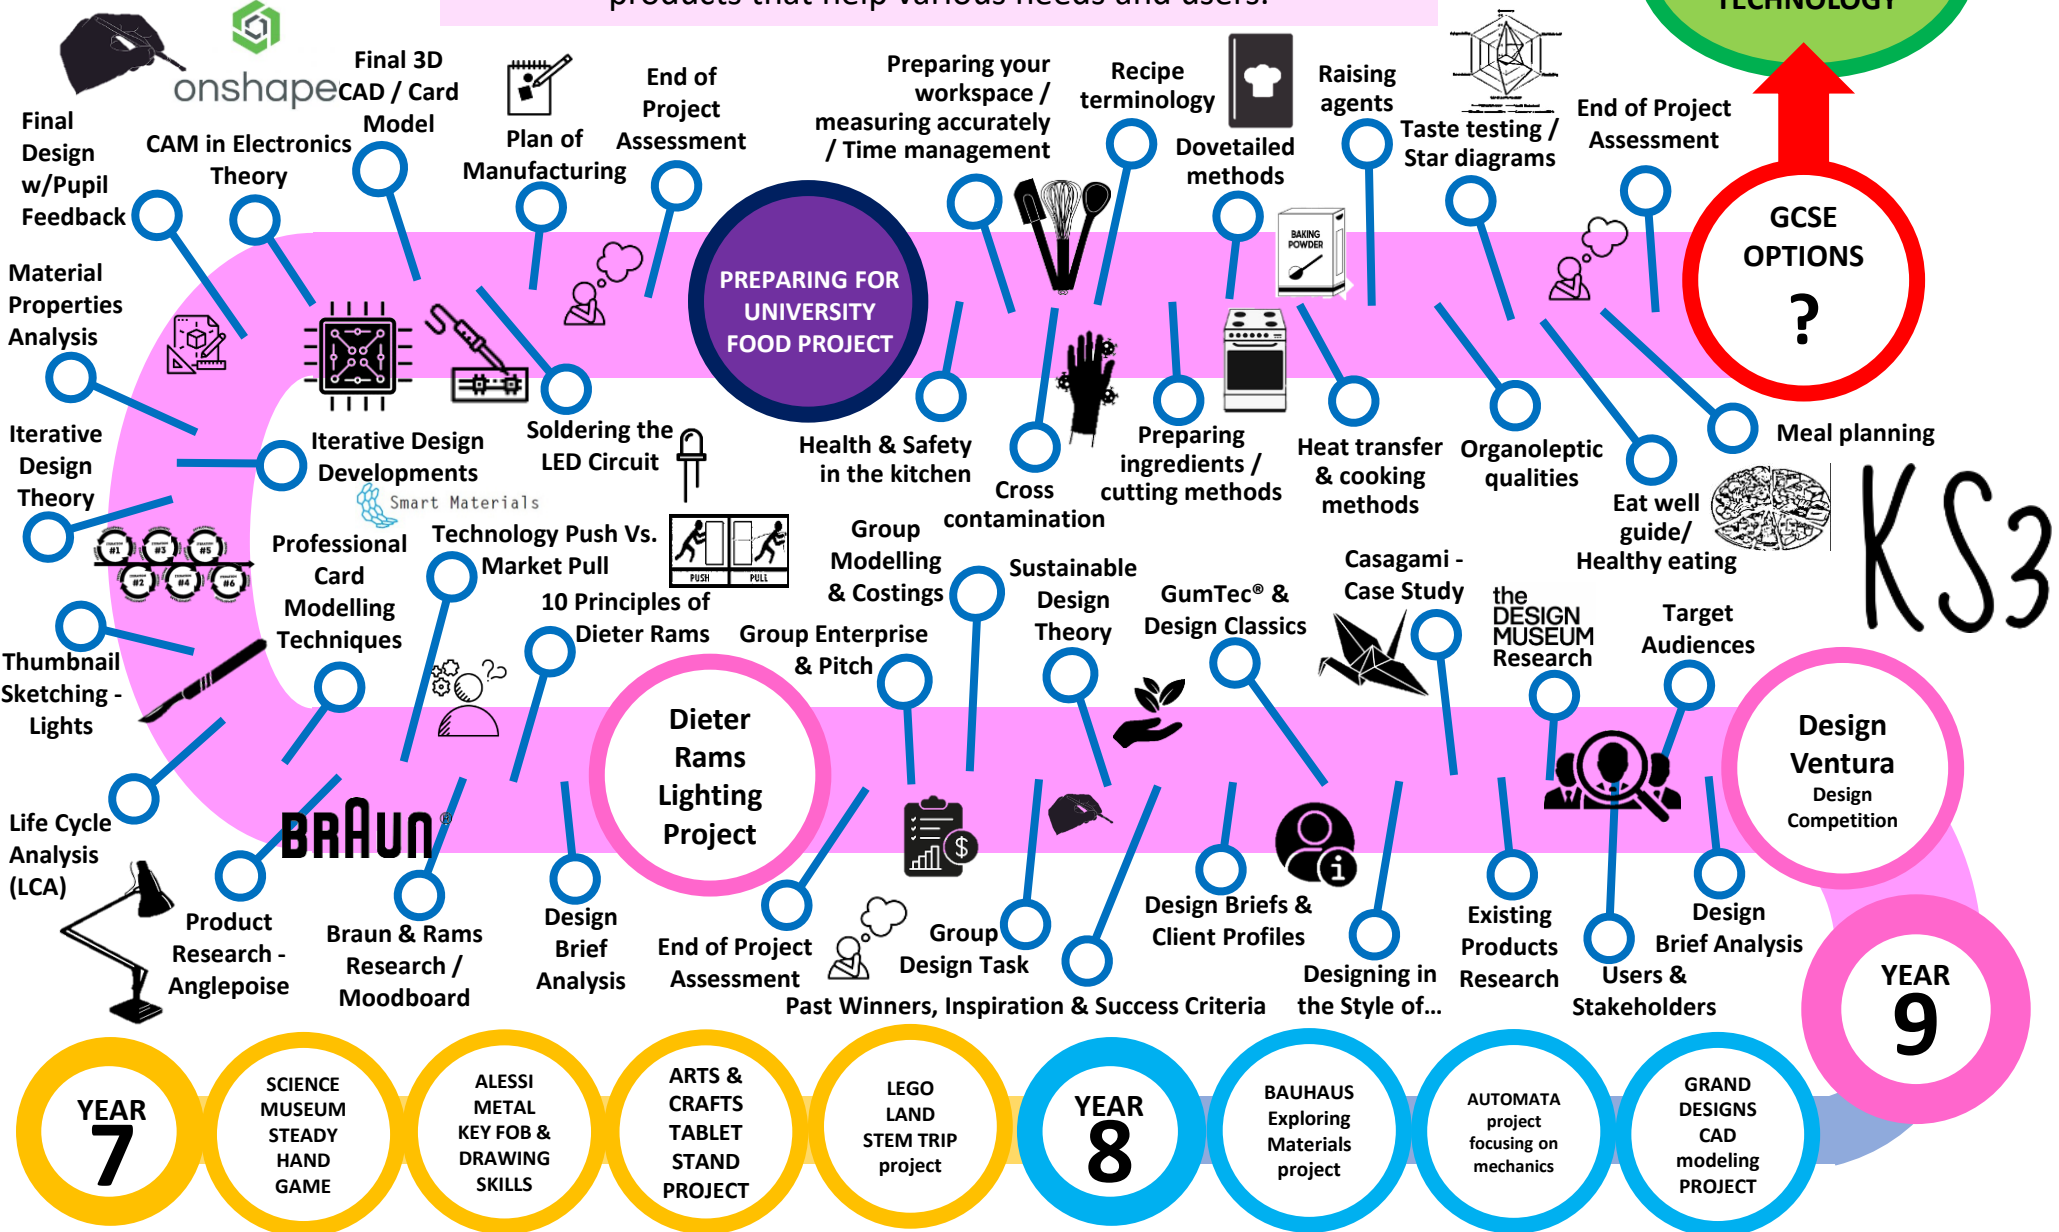 products that help various needs and users.
TECHNOLOGY
onshape
Final 3D
CAD / Card
Model
Final
Design
w/Pupil
Feedback
CAM in Electronics
Theory
Plan of
Manufacturing
End of
Project
Assessment
Preparing your
workspace /
measuring accurately
/ Time management
Recipe
terminology
Dovetailed
methods
Raising
agents
Taste testing /
Star diagrams
End of Project
Assessment
GCSE
OPTIONS
?
Material
Properties
Analysis
PREPARING FOR
UNIVERSITY
FOOD PROJECT
BAKING
POWDER
Iterative
Design
Theory
Iterative Design
Developments
Soldering the
LED Circuit
Health & Safety
in the kitchen
Cross
contamination
Preparing
ingredients /
cutting methods
Heat transfer
& cooking
methods
Organoleptic
qualities
Eat well
guide/
Healthy eating
Meal planning
KS3
Smart Materials
#1
#3
#5
#2
#4
#6
Professional
Card
Modelling
Techniques
Technology Push Vs.
Market Pull
PUSH
PULL
10 Principles of
Dieter Rams
Group
Modelling
& Costings
Group Enterprise
& Pitch
Sustainable
Design
Theory
GumTec® &
Design Classics
Casagami -
Case Study
the
DESIGN
MUSEUM
Research
Target
Audiences
Thumbnail
Sketching -
Lights
Dieter
Rams
Lighting
Project
Design
Ventura
Design
Competition
Life Cycle
Analysis
(LCA)
BRAUN®
Product
Research -
Anglepoise
Braun & Rams
Research /
Moodboard
Design
Brief
Analysis
End of Project
Assessment
$
Group
Design Task
Past Winners, Inspiration & Success Criteria
Design Briefs &
Client Profiles
i
Designing in
the Style of...
Existing
Products
Research
Users &
Stakeholders
Design
Brief Analysis
YEAR
9
YEAR
7
SCIENCE
MUSEUM
STEADY
HAND
GAME
ALESSI
METAL
KEY FOB &
DRAWING
SKILLS
ARTS &
CRAFTS
TABLET
STAND
PROJECT
LEGO
LAND
STEM TRIP
project
YEAR
8
BAUHAUS
Exploring
Materials
project
AUTOMATA
project
focusing on
mechanics
GRAND
DESIGNS
CAD
modeling
PROJECT